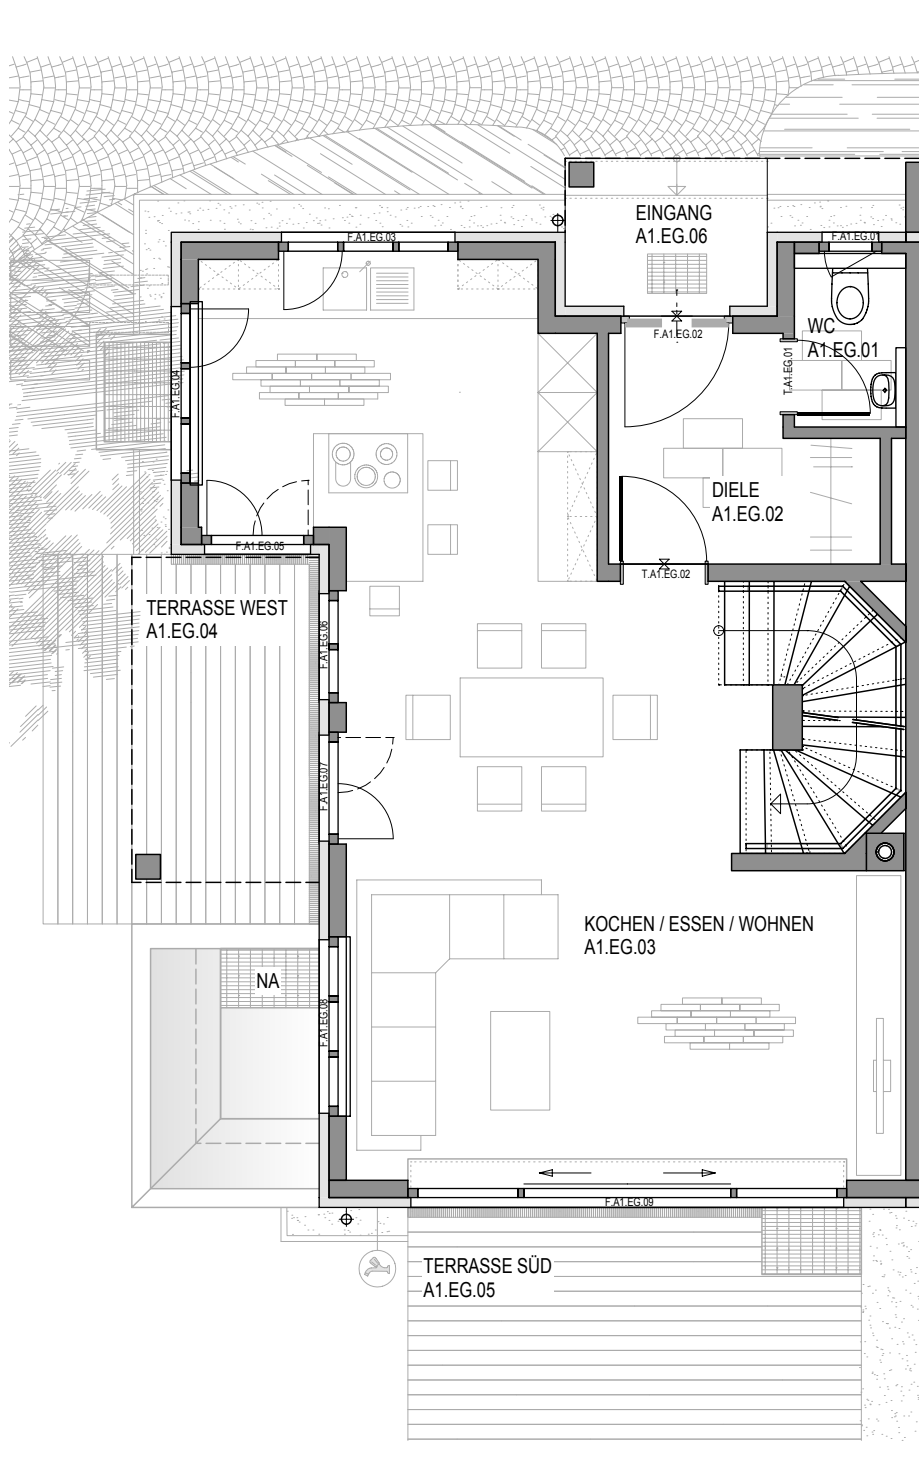 EINGANG
A1.EG.06
F.A1.EG.03
F.A1.EG.01
F.A1.EG.02
WC
A1.EG.01
T.A1.EG.01
F.A1.EG.04
DIELE
A1.EG.02
F.A1.EG.05
T.A1.EG.02
TERRASSE WEST
A1.EG.04
F.A1.EG.06
F.A1.EG.07
KOCHEN / ESSEN / WOHNEN
A1.EG.03
NA
F.A1.EG.08
F.A1.EG.09
TERRASSE SÜD
A1.EG.05